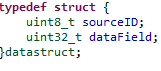 typedef struct {
    uint8_t sourceID;
    uint32_t dataField;
}datastruct;